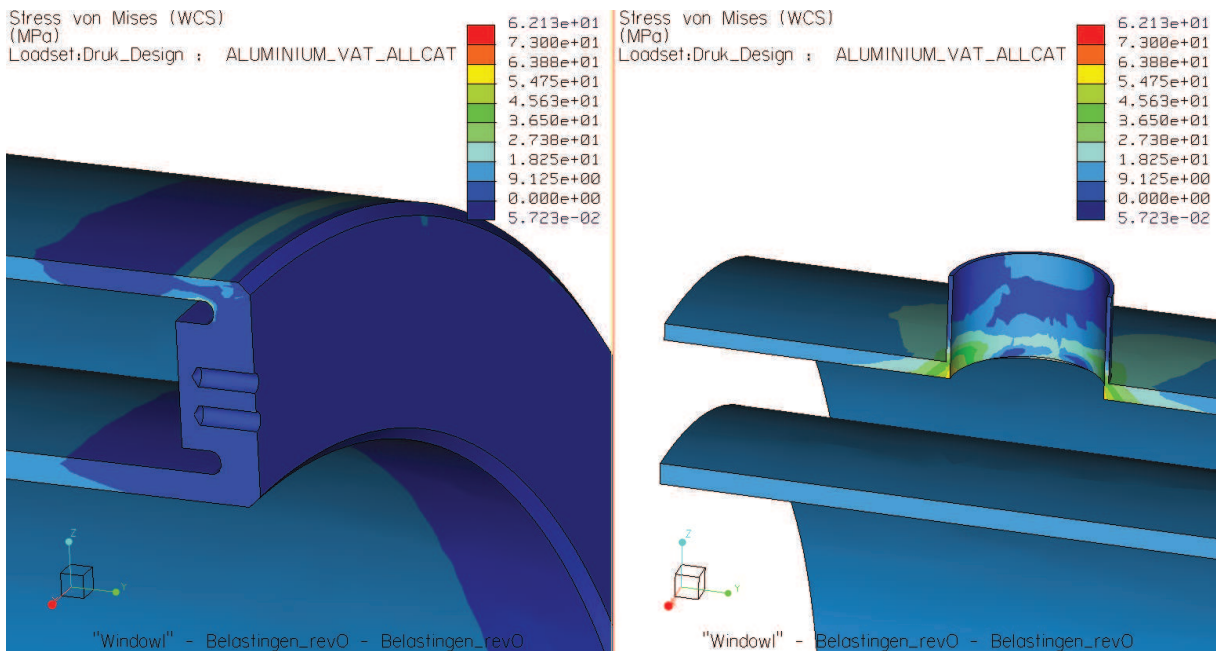 Stress von Mises (WCS)
(MPa)
Loadset:Druk_Design : ALUMINIUM_VAT_ALLCAT
6.213e+01
7.300e+01
6.388e+01
5.475e+01
4.563e+01
3.650e+01
2.738e+01
1.825e+01
9.125e+00
0.000e+00
5.723e-02
Z
Y
"Window1" - Belastingen_rev0 - Belastingen_rev0
Stress von Mises (WCS)
(MPa)
Loadset:Druk_Design : ALUMINIUM_VAT_ALLCAT
6.213e+01
7.300e+01
6.388e+01
5.475e+01
4.563e+01
3.650e+01
2.738e+01
1.825e+01
9.125e+00
0.000e+00
5.723e-02
Z
Y
"Window1" - Belastingen_rev0 - Belastingen_rev0